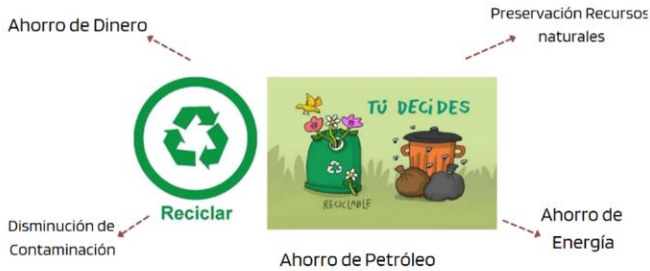 Ahorro de Dinero
Preservación Recursos
naturales
TÚ DECIDES
RECICLABLE
Reciclar
Disminución de
Contaminación
Ahorro de Petróleo
Ahorro de
Energía